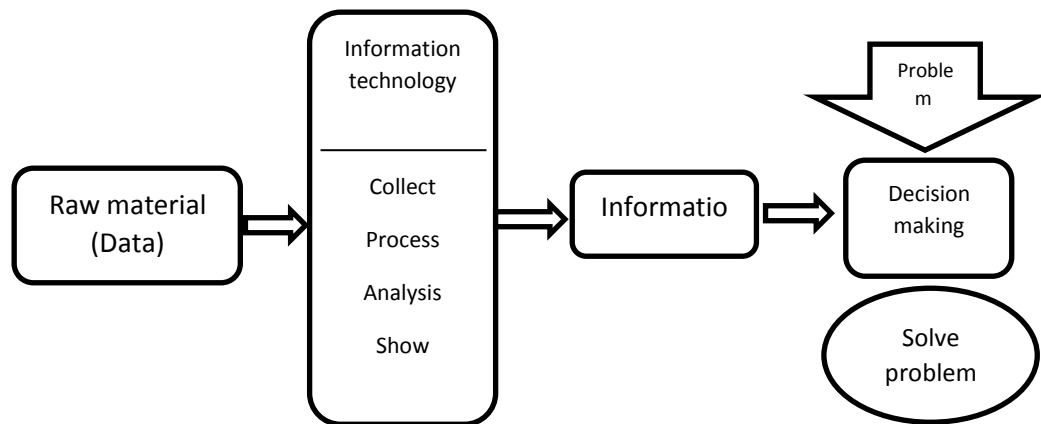 Raw material
(Data)
Information
technology
Collect
Process
Analysis
Show
Informatio
Proble
m
Decision
making
Solve
problem